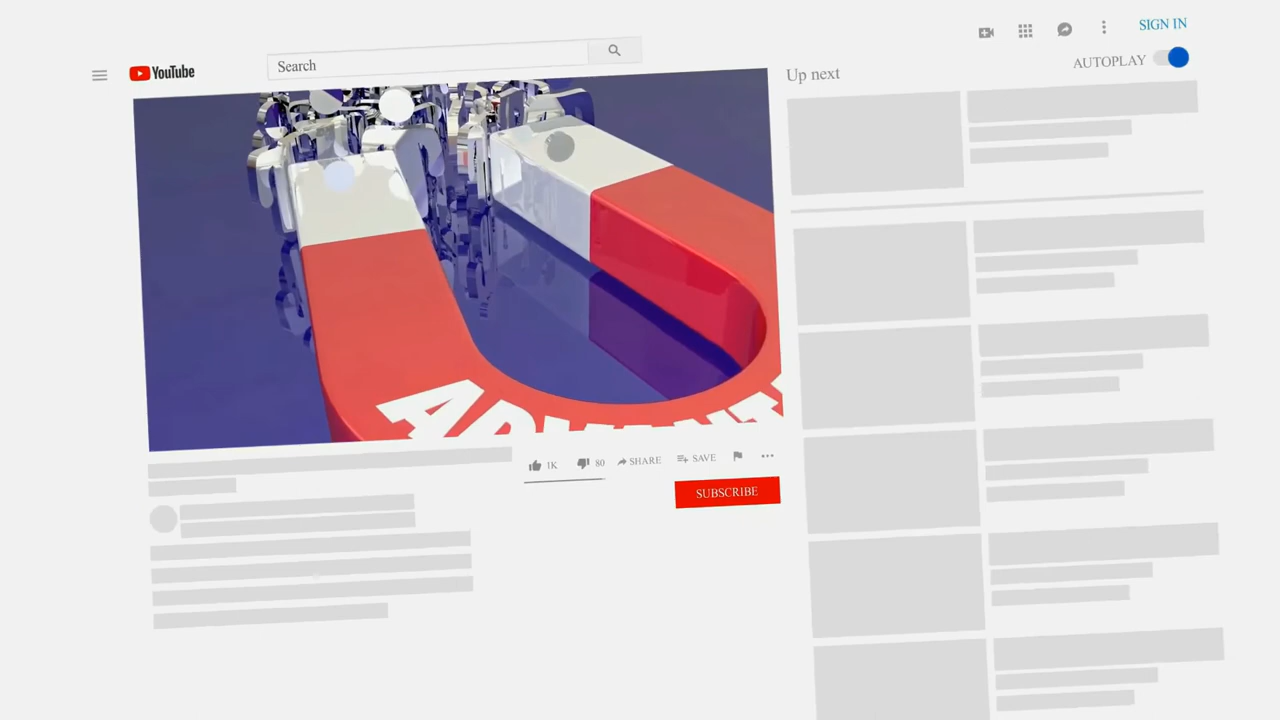 SIGN IN
YouTube
Search
AUTOPLAY
Up next
1K
80
SHARE
SAVE
SUBSCRIBE